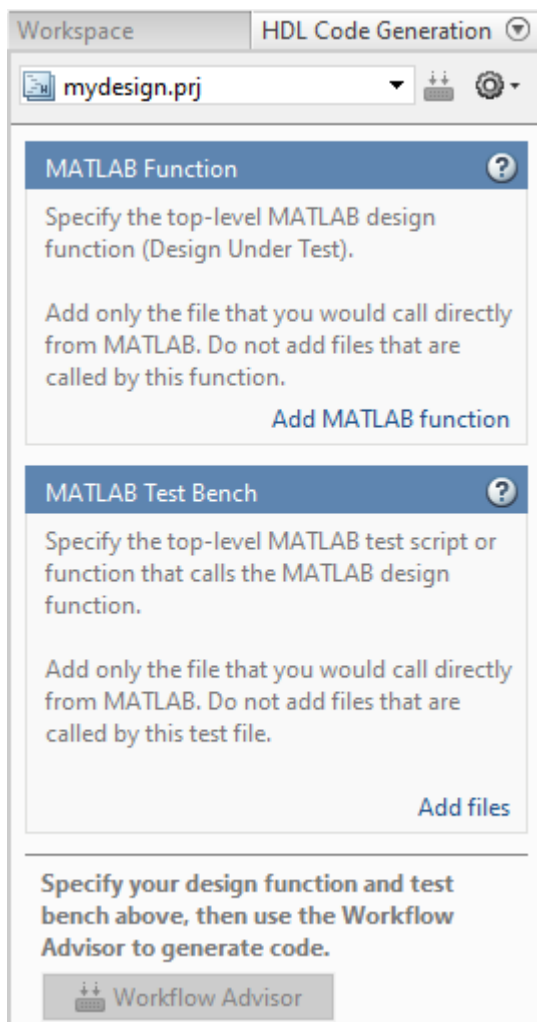 Workspace
HDL Code Generation
mydesign.prj
MATLAB Function
Specify the top-level MATLAB design
function (Design Under Test).
Add only the file that you would call directly
from MATLAB. Do not add files that are
called by this function.
Add MATLAB function
MATLAB Test Bench
Specify the top-level MATLAB test script or
function that calls the MATLAB design
function.
Add only the file that you would call directly
from MATLAB. Do not add files that are
called by this test file.
Add files
Specify your design function and test
bench above, then use the Workflow
Advisor to generate code.
Workflow Advisor